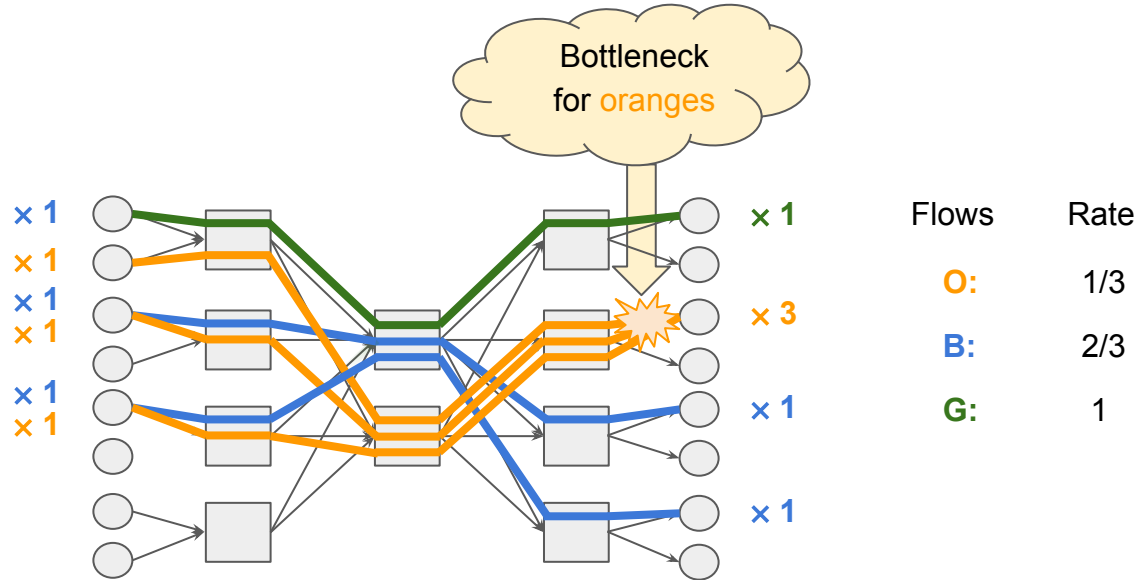 Bottleneck
for oranges
× 1
× 1
× 1
× 1
× 1
× 1
× 1
× 3
× 1
× 1
Flows Rate
O: 1/3
B: 2/3
G: 1